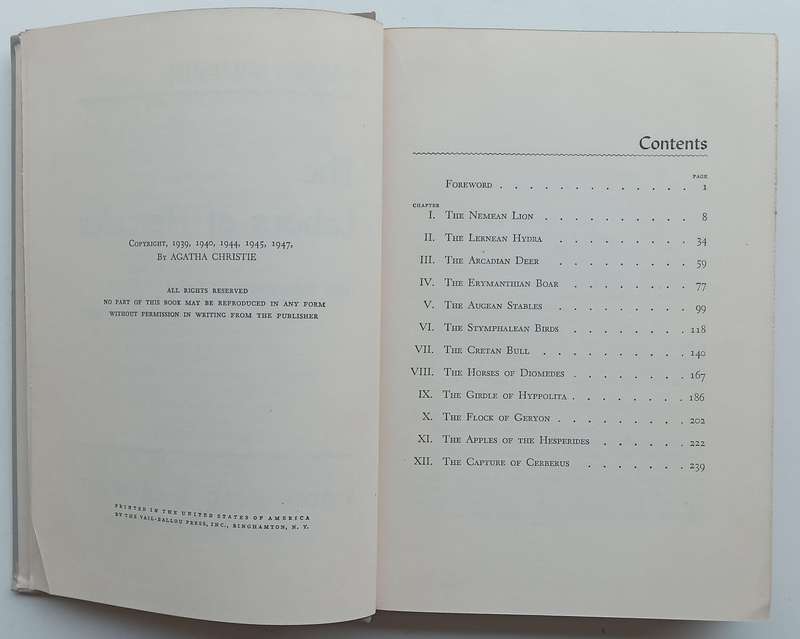 Copyright, 1939, 1940, 1944, 1945, 1947,
By AGATHA CHRISTIE
ALL RIGHTS RESERVED
NO PART OF THIS BOOK MAY BE REPRODUCED IN ANY FORM
WITHOUT PERMISSION IN WRITING FROM THE PUBLISHER
PRINTED IN THE UNITED STATES OF AMERICA
BY THE VAIL-BALLOU PRESS, INC., BINGHAMTON, N. Y.
Contents
PAGE
Foreword . . . . . . . . . . . . . 1
CHAPTER
I. The Nemean Lion . . . . . . . . . . 8
II. The Lernean Hydra . . . . . . . . . 34
III. The Arcadian Deer . . . . . . . . . 59
IV. The Erymanthian Boar . . . . . . . . 77
V. The Augean Stables . . . . . . . . . 99
VI. The Stymphalean Birds . . . . . . . . 118
VII. The Cretan Bull . . . . . . . . . . 140
VIII. The Horses of Diomedes . . . . . . . . 167
IX. The Girdle of Hyppolita . . . . . . . . 186
X. The Flock of Geryon . . . . . . . . . 202
XI. The Apples of the Hesperides . . . . . . 222
XII. The Capture of Cerberus . . . . . . . 239